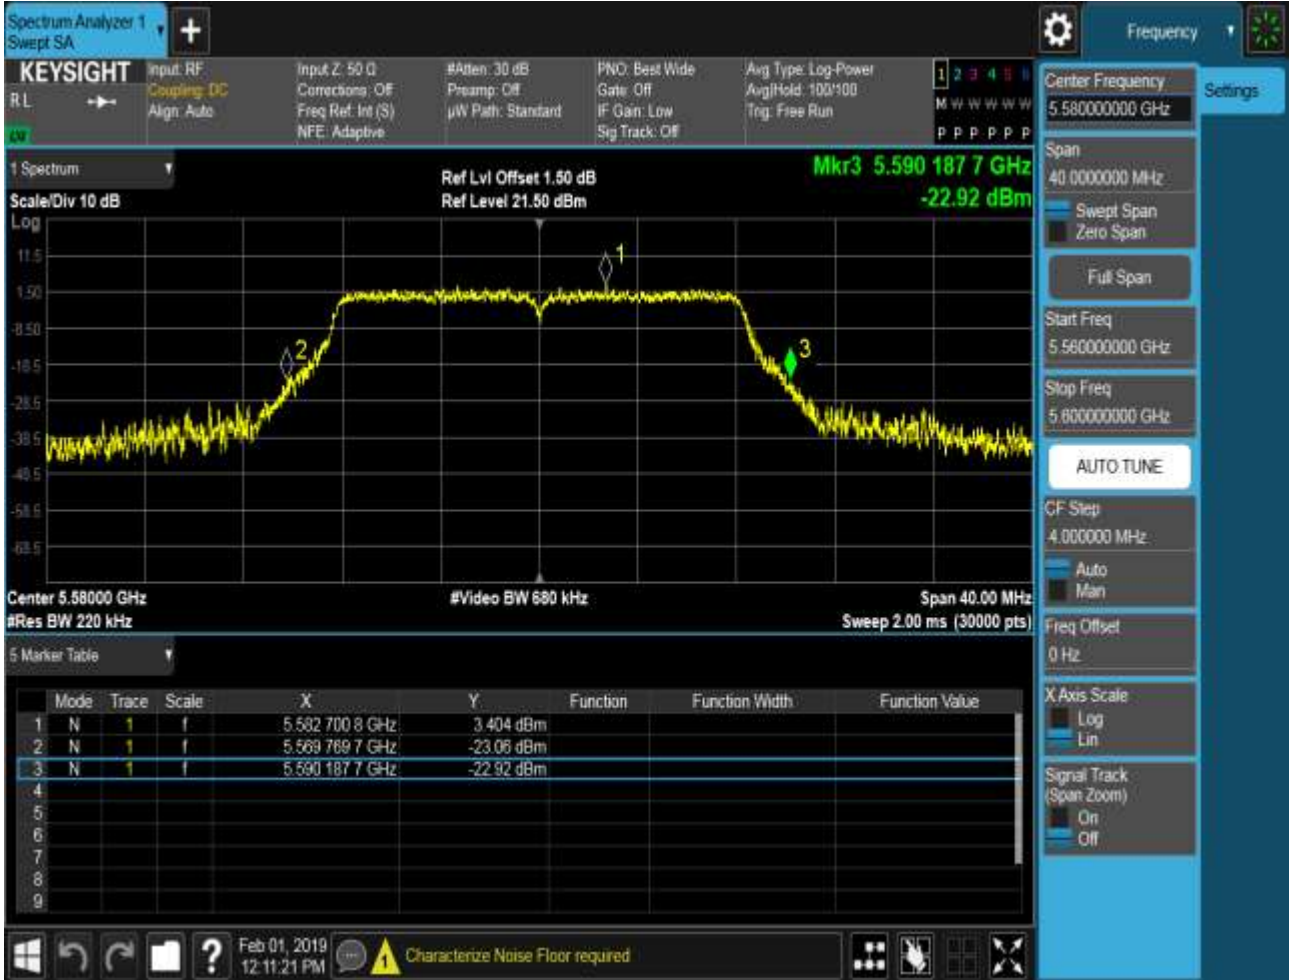 Spectrum Analyzer 1
Swept SA
+
Frequency
KEYSIGHT
R L
Input: RF
Coupling: DC
Align: Auto
Input Z: 50 Ω
Corrections: Off
Freq Ref: Int (S)
NFE: Adaptive
#Atten: 30 dB
Preamp: Off
µW Path: Standard
PNO: Best Wide
Gate: Off
IF Gain: Low
Sig Track: Off
Avg Type: Log-Power
Avg|Hold: 100/100
Trig: Free Run
1 2 3 4 5 6
M W W W W W
P P P P P P
1 Spectrum
Scale/Div 10 dB
Log
Ref Lvl Offset 1.50 dB
Ref Level 21.50 dBm
Mkr3 5.590 187 7 GHz
-22.92 dBm
11.5
1.50
-8.50
-18.5
-28.5
-38.5
-48.5
-58.5
-68.5
1
2
3
Center 5.58000 GHz
#Video BW 680 kHz
Span 40.00 MHz
#Res BW 220 kHz
Sweep 2.00 ms (30000 pts)
5 Marker Table
Mode Trace Scale X Y Function Function Width Function Value
1 N 1 f 5.582 700 8 GHz 3.404 dBm
2 N 1 f 5.569 769 7 GHz -23.06 dBm
3 N 1 f 5.590 187 7 GHz -22.92 dBm
4
5
6
7
8
9
Feb 01, 2019
12:11:21 PM
?
1
Characterize Noise Floor required
Center Frequency
5.580000000 GHz
Span
40.0000000 MHz
Swept Span
Zero Span
Full Span
Start Freq
5.560000000 GHz
Stop Freq
5.600000000 GHz
AUTO TUNE
CF Step
4.000000 MHz
Auto
Man
Freq Offset
0 Hz
X Axis Scale
Log
Lin
Signal Track
(Span Zoom)
On
Off
Settings